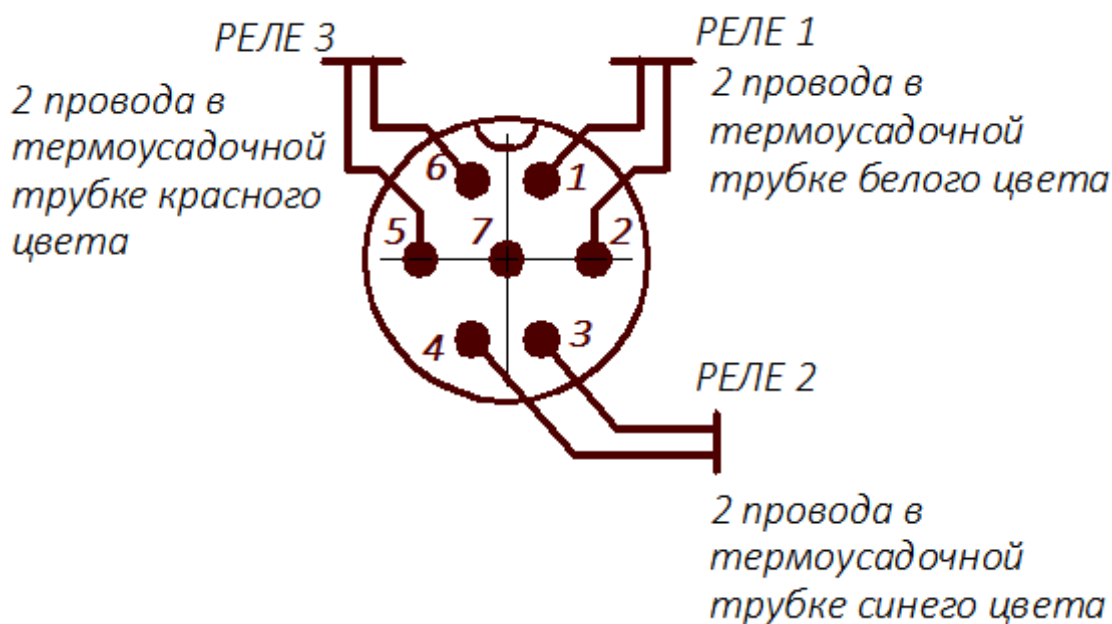 РЕЛЕ 3
2 провода в
термоусадочной
трубке красного
цвета
РЕЛЕ 1
2 провода в
термоусадочной
трубке белого цвета
6
1
5
7
2
4
3
РЕЛЕ 2
2 провода в
термоусадочной
трубке синего цвета